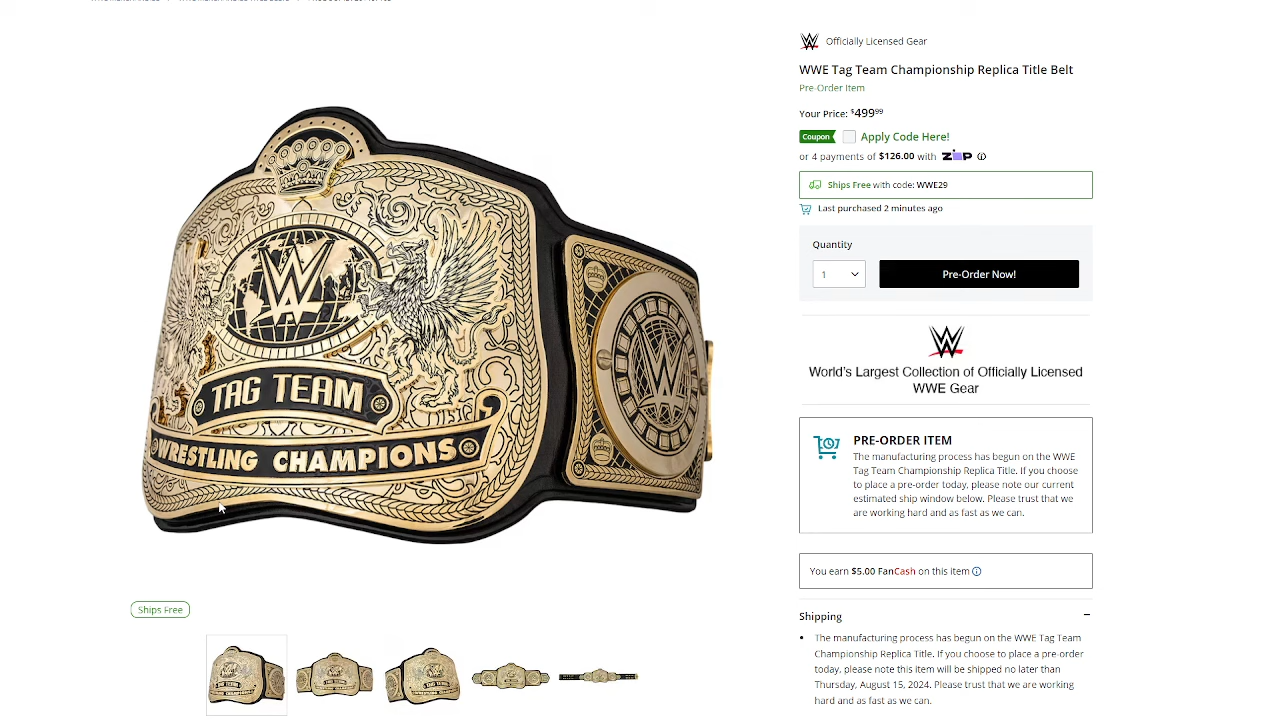 Officially Licensed Gear
WWE Tag Team Championship Replica Title Belt
Pre-Order Item
Your Price: $499⁹⁹
Coupon Apply Code Here!
or 4 payments of $126.00 with ZIP
Ships Free with code: WWE29
Last purchased 2 minutes ago
Quantity
1
Pre-Order Now!
World's Largest Collection of Officially Licensed
WWE Gear
PRE-ORDER ITEM
The manufacturing process has begun on the WWE
Tag Team Championship Replica Title. If you choose
to place a pre-order today, please note our current
estimated ship window below. Please trust that we
are working hard and as fast as we can.
You earn $5.00 FanCash on this item
Shipping
The manufacturing process has begun on the WWE Tag Team
Championship Replica Title. If you choose to place a pre-order
today, please note this item will be shipped no later than
Thursday, August 15, 2024. Please trust that we are working
hard and as fast as we can.
W
W
TAG TEAM
WRESTLING CHAMPIONS
Ships Free